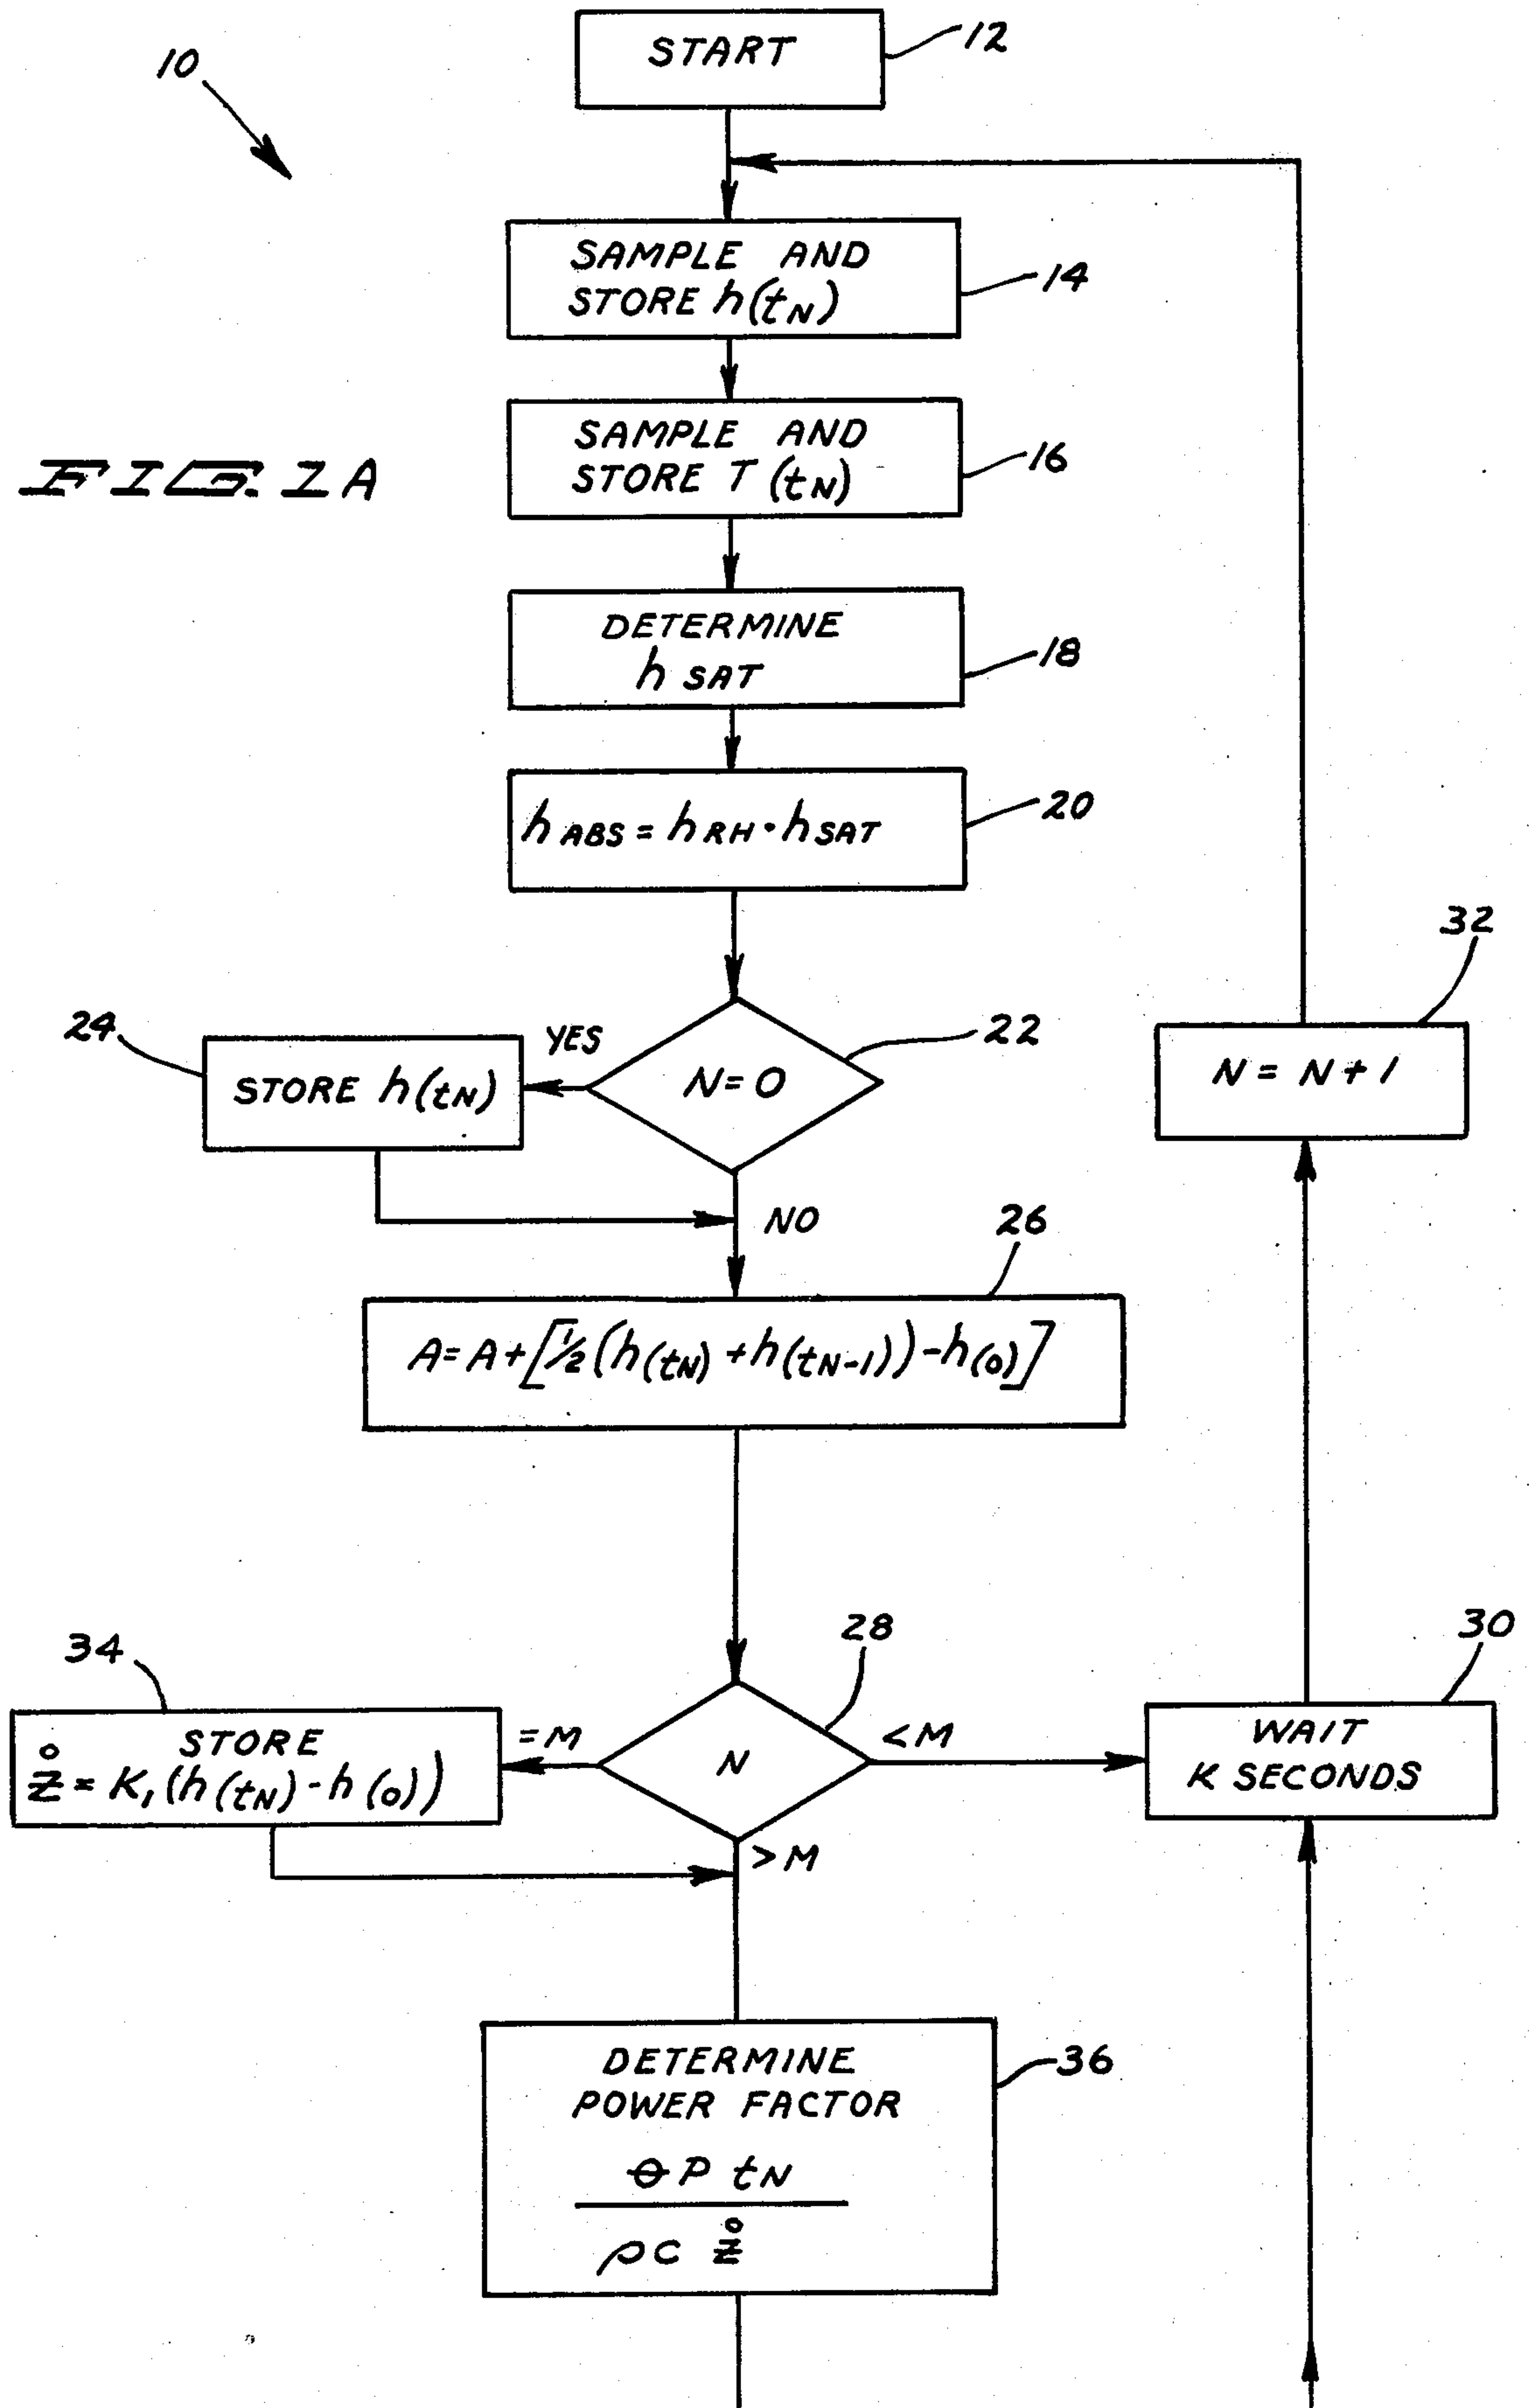 START
12
10
SAMPLE AND
STORE h(tN)
14
SAMPLE AND
STORE T (tN)
16
FIG. 1A
DETERMINE
h SAT
18
hABS = hRH · hSAT
20
32
24
YES
22
STORE h(tN)
N=0
N = N+1
NO
26
A=A+[1/2(h(tN)+h(tN-1))-h(0)]
28
30
34
STORE
z̊ = K1(h(tN)-h(0))
=M
N
<M
WAIT
K SECONDS
>M
DETERMINE
POWER FACTOR
36
θ P tN
ρC z̊